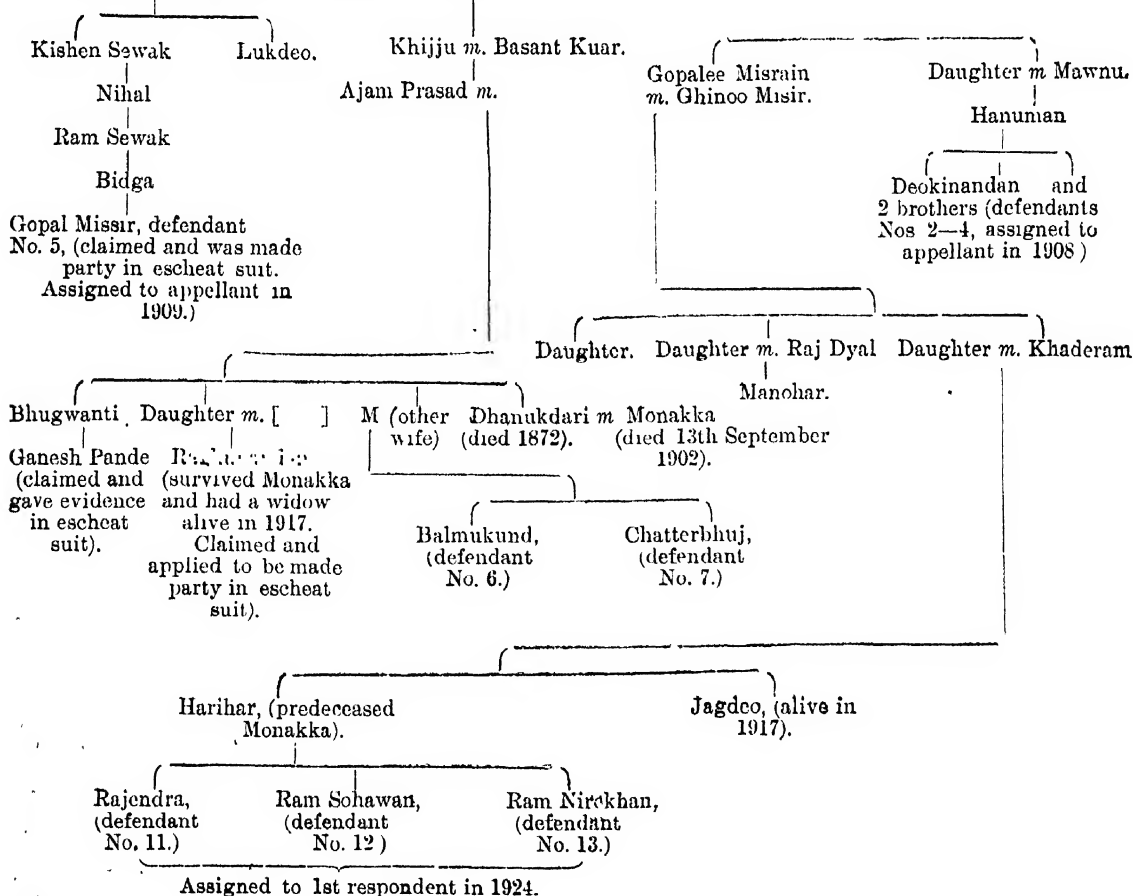 Kishen Sewak
Lukdeo.
Nihal
Ram Sewak
Bidga
Gopal Missir, defendant
No. 5, (claimed and was made
party in escheat suit.
Assigned to appellant in
1909.)
Khijju m. Basant Kuar.
Ajam Prasad m.
Gopalee Misrain
m. Ghinoo Misir.
Daughter m Mawnu.
Hanuman
Deokinandan and
2 brothers (defendants
Nos 2—4, assigned to
appellant in 1908)
Daughter. Daughter m. Raj Dyal Daughter m. Khaderam
Manohar.
Bhugwanti. Daughter m. [ ] M (other Dhanukdari m Monakka
wife) (died 1872). (died 13th September
1902).
Ganesh Pande
(claimed and
gave evidence
in escheat
suit).
(survived Monakka
and had a widow
alive in 1917.
Claimed and
applied to be made
party in escheat
suit).
Balmukund,
(defendant
No. 6.)
Chatterbhuj,
(defendant
No. 7.)
Harihar, (predeceased
Monakka).
Jagdeo, (alive in
1917).
Rajendra,
(defendant
No. 11.)
Ram Sohawan,
(defendant
No. 12)
Ram Nirekhan,
(defendant
No. 13.)
Assigned to 1st respondent in 1924.